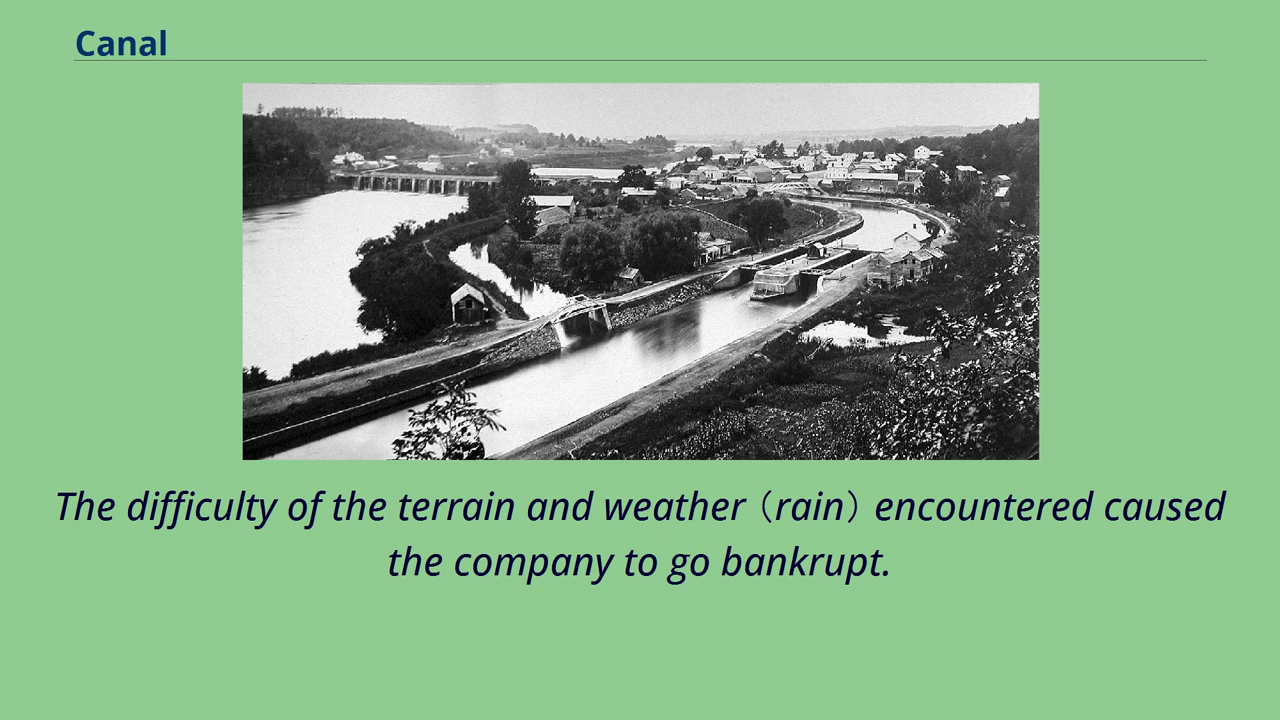 Canal
The difficulty of the terrain and weather（rain）encountered caused
the company to go bankrupt.